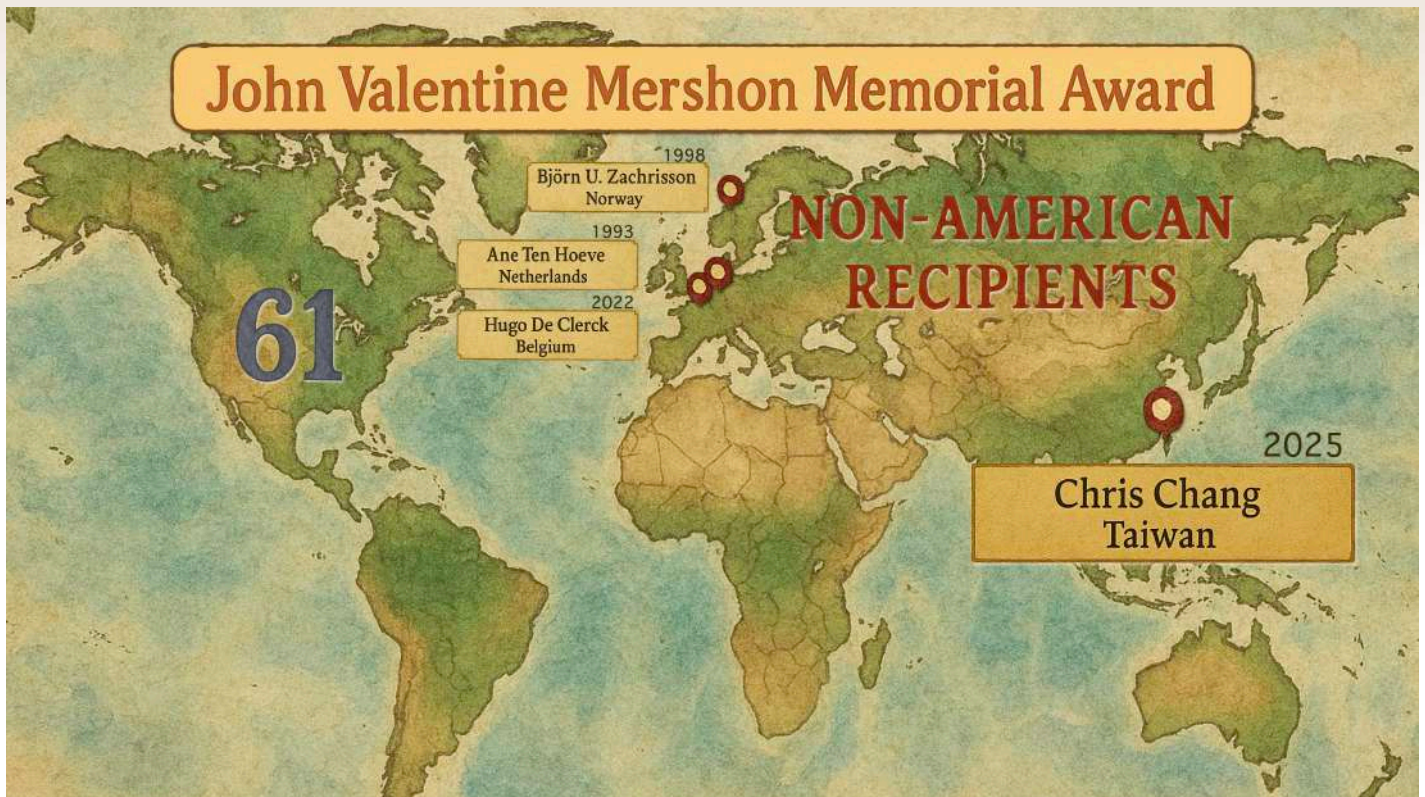 John Valentine Mershon Memorial Award
1998
Björn U. Zachrisson
Norway
NON-AMERICAN
RECIPIENTS
1993
Ane Ten Hoeve
Netherlands
61
2022
Hugo De Clerck
Belgium
2025
Chris Chang
Taiwan